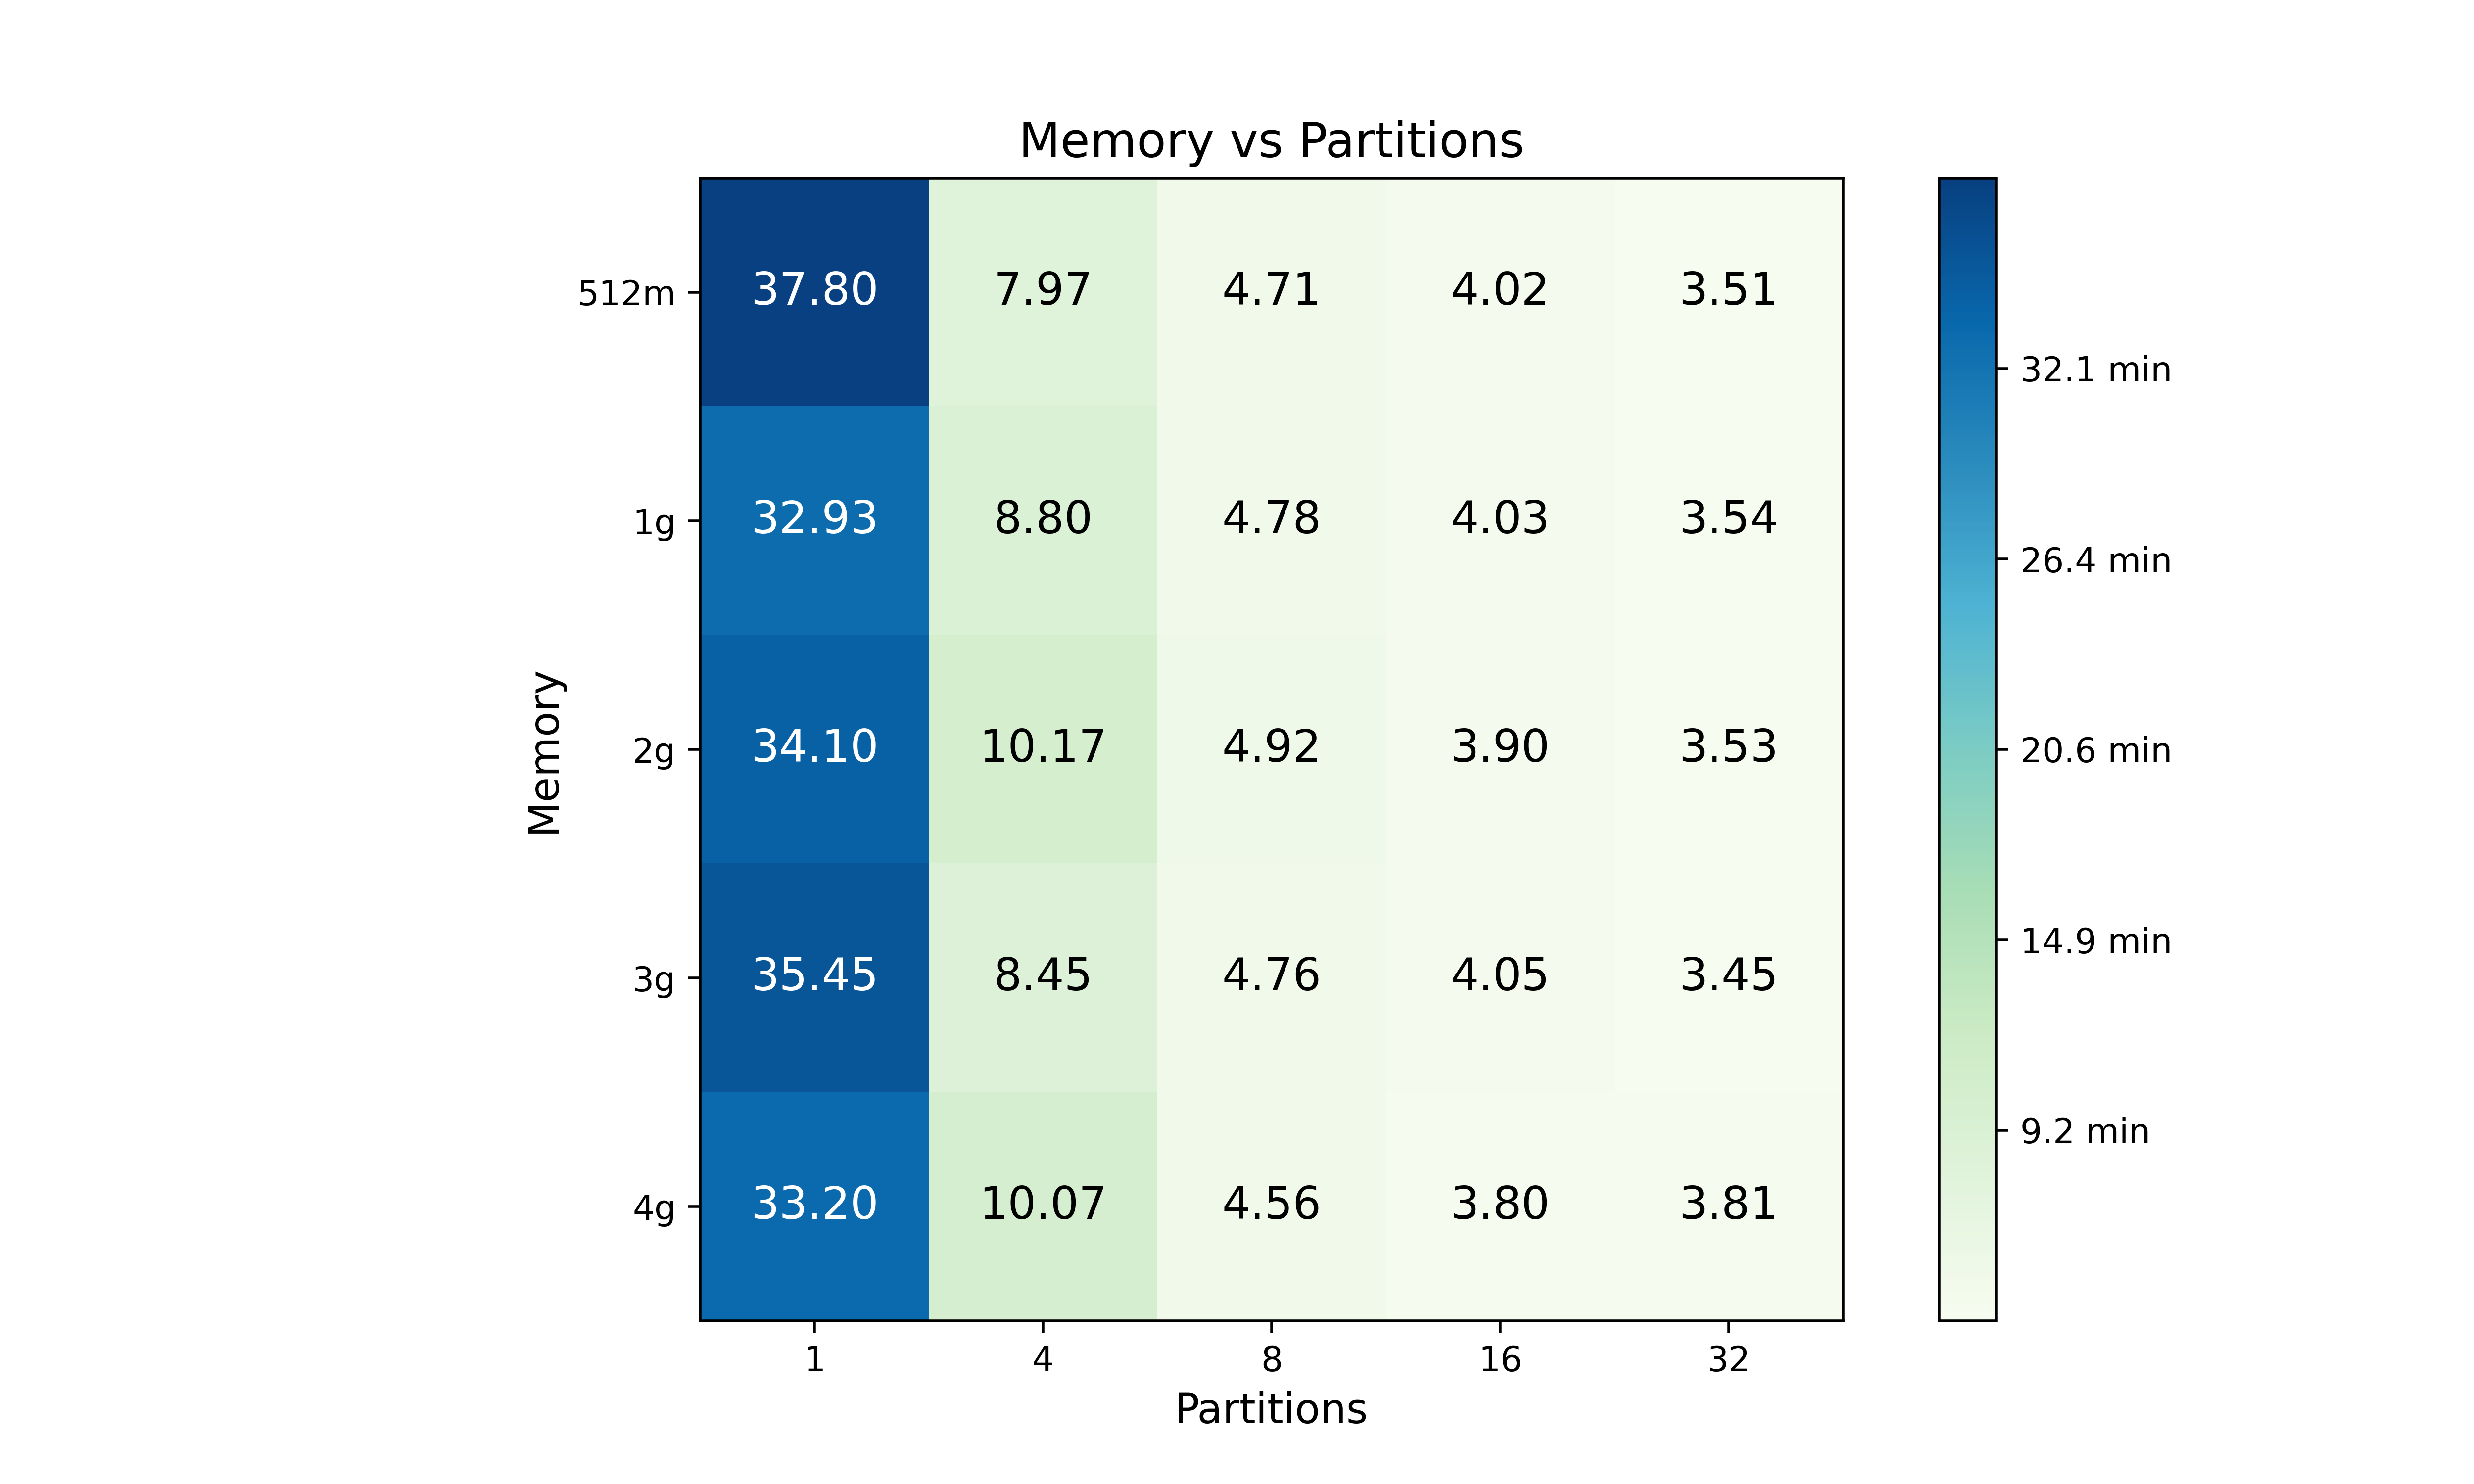 Memory vs Partitions
512m 37.80 7.97 4.71 4.02 3.51
32.1 min
1g 32.93 8.80 4.78 4.03 3.54
26.4 min
Memory
2g 34.10 10.17 4.92 3.90 3.53
20.6 min
3g 35.45 8.45 4.76 4.05 3.45
14.9 min
9.2 min
4g 33.20 10.07 4.56 3.80 3.81
1 4 8 16 32
Partitions